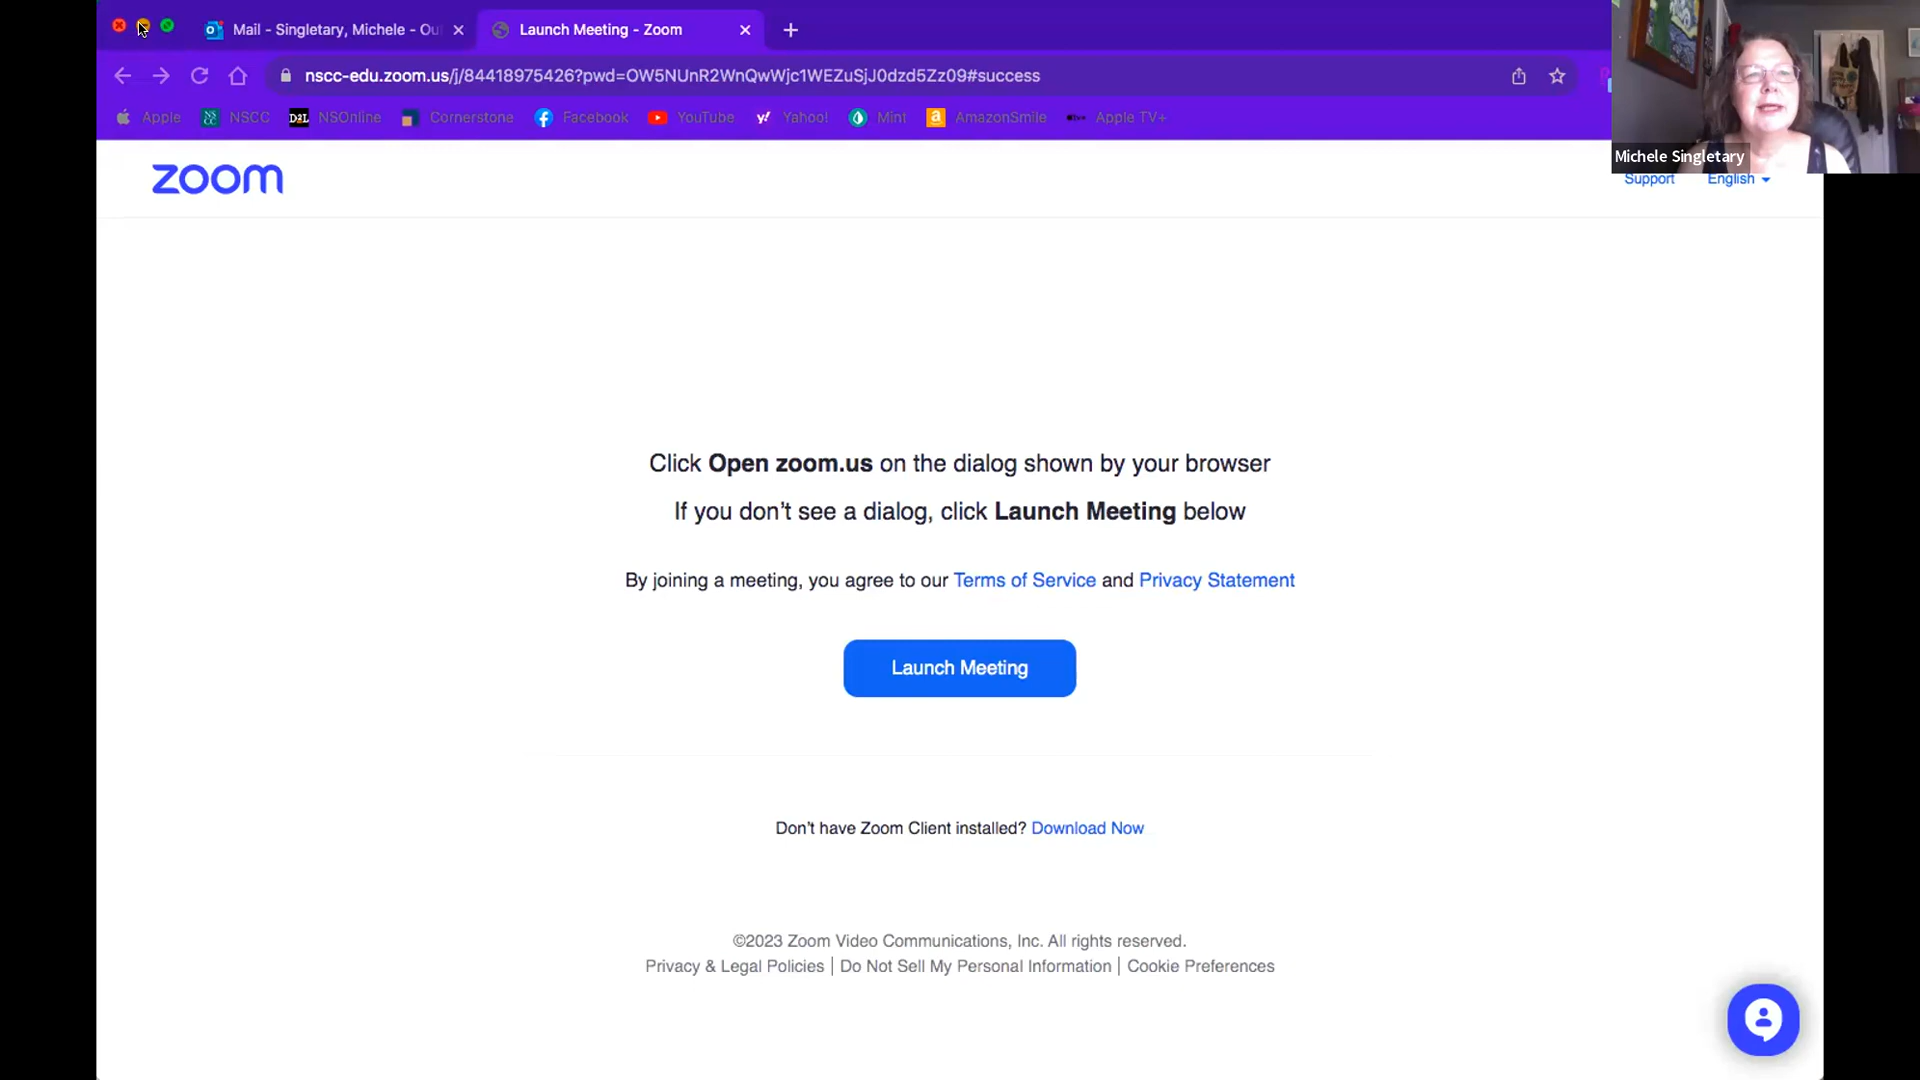 Mail - Singletary, Michele - Ou
Launch Meeting - Zoom
nscc-edu.zoom.us/j/84418975426?pwd=OW5NUnR2WnQwWjc1WEZuSjJ0dzd5Zz09#success
Apple
NSCC
D2L
NSOnline
Cornerstone
Facebook
YouTube
Yahoo!
Mint
AmazonSmile
Apple TV+
Michele Singletary
zoom
Support
English
Click Open zoom.us on the dialog shown by your browser
If you don’t see a dialog, click Launch Meeting below
By joining a meeting, you agree to our Terms of Service and Privacy Statement
Launch Meeting
Don’t have Zoom Client installed? Download Now
©2023 Zoom Video Communications, Inc. All rights reserved.
Privacy & Legal Policies | Do Not Sell My Personal Information | Cookie Preferences